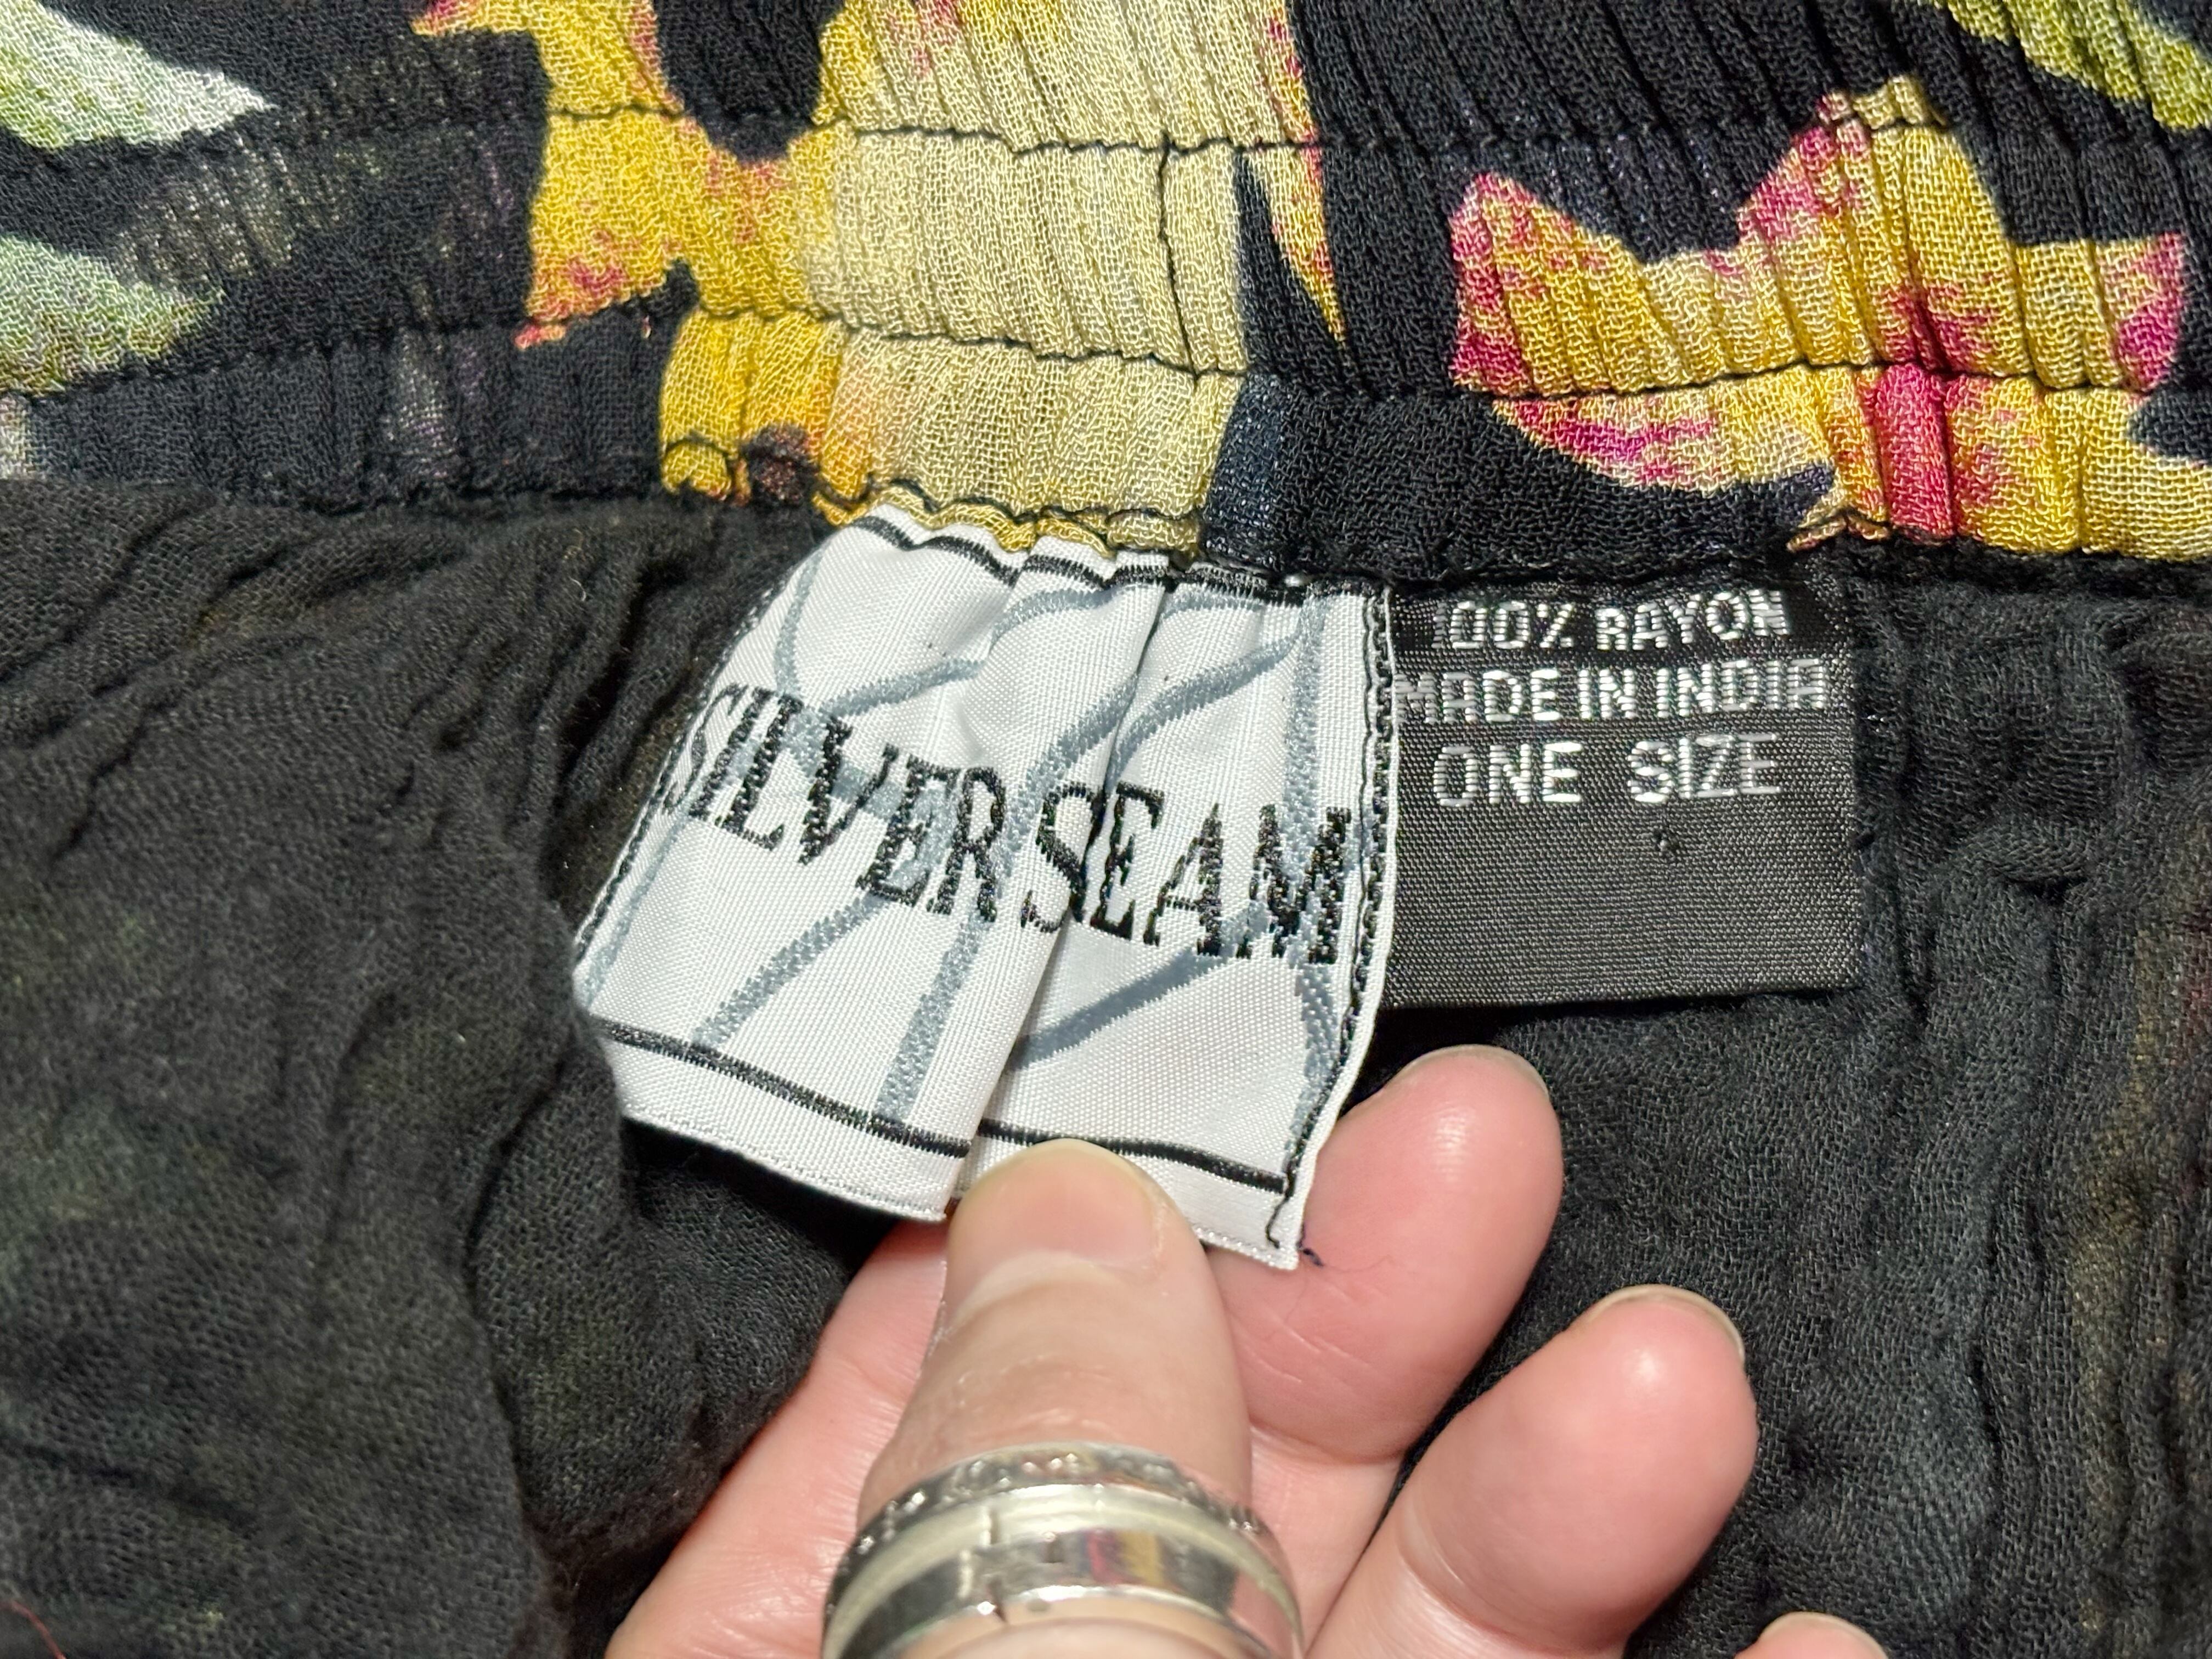 SILVER SEAM
100% RAYON
MADE IN INDIA
ONE SIZE